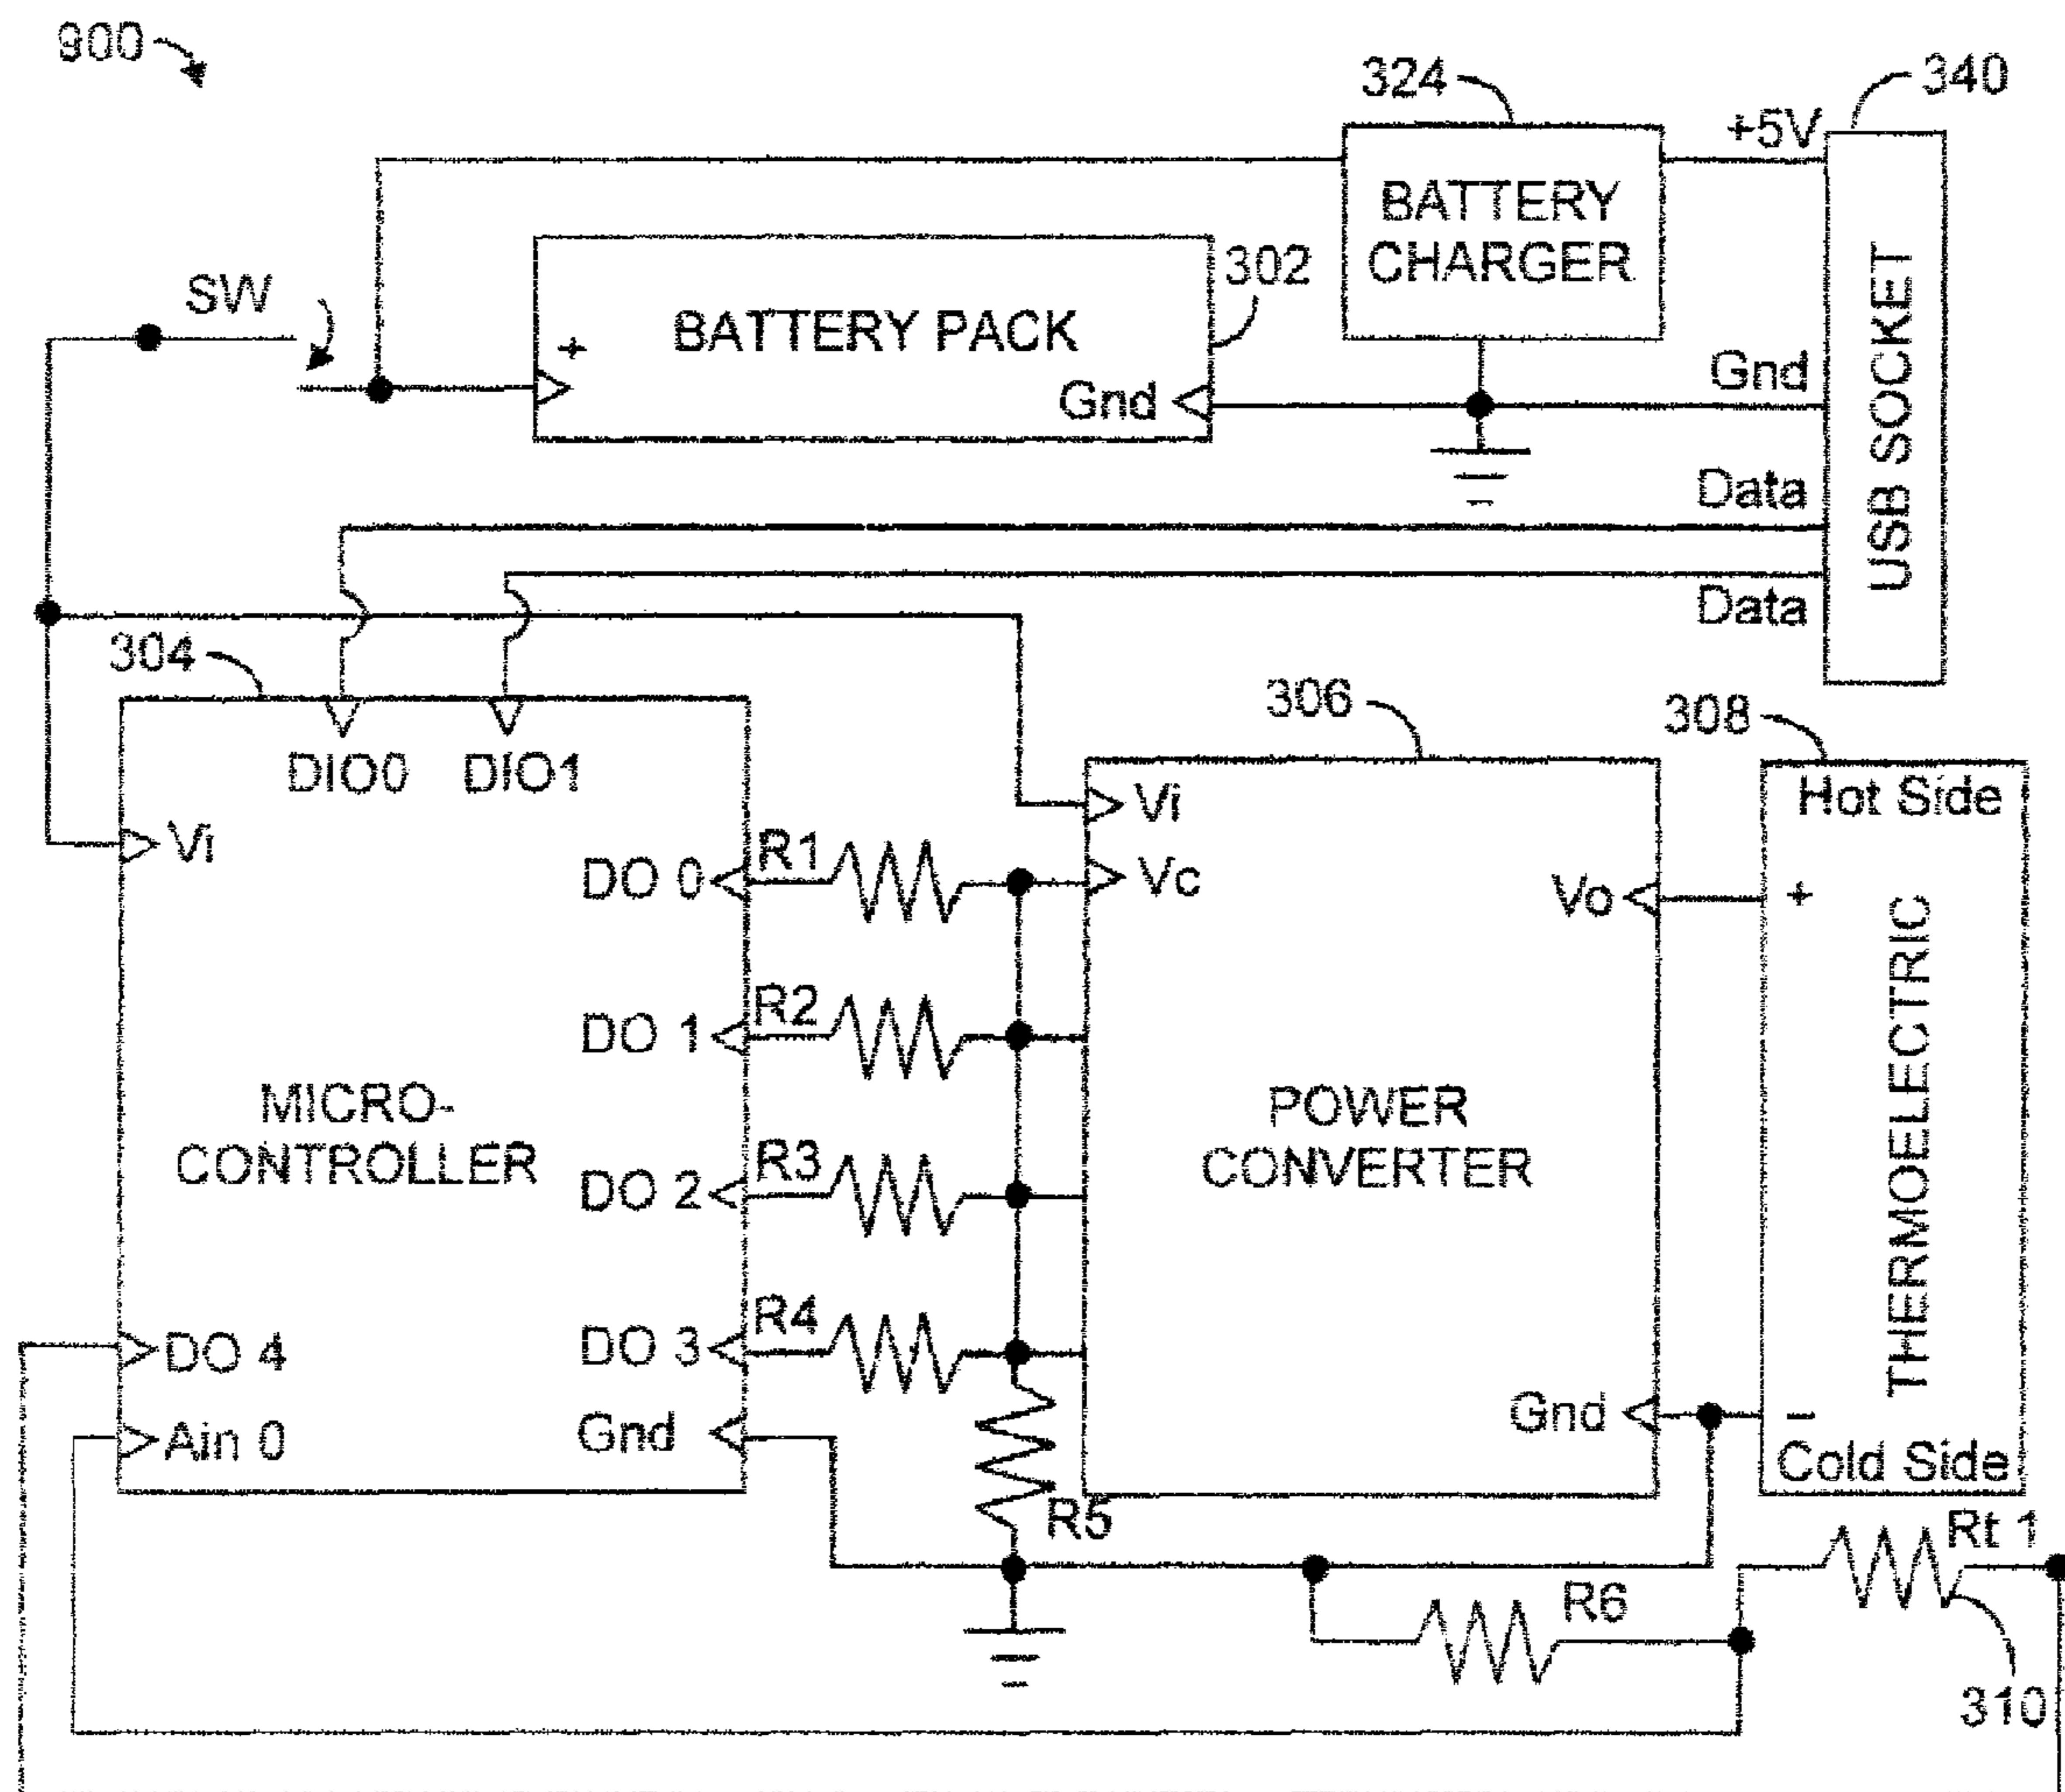 900
324
340
+5V
BATTERY
CHARGER
USB SOCKET
SW
BATTERY PACK
302
+
Gnd
Gnd
Data
Data
304
306
308
DIO0 DIO1
Vi
Vi
Hot Side
DO 0
R1
Vc
Vo
+
DO 1
R2
MICRO-
CONTROLLER
POWER
CONVERTER
THERMOELECTRIC
DO 2
R3
DO 4
DO 3
R4
Ain 0
Gnd
Gnd
–
Cold Side
R5
Rt 1
R6
310